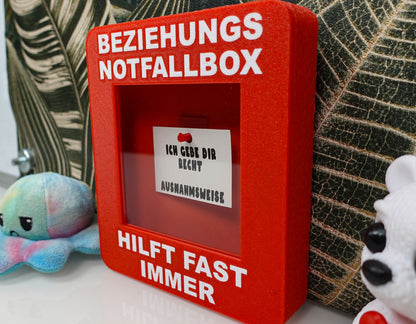 BEZIEHUNGS
NOTFALLBOX
ICH GEBE DIR
RECHT
AUSNAHMSWEISE
HILFT FAST
IMMER